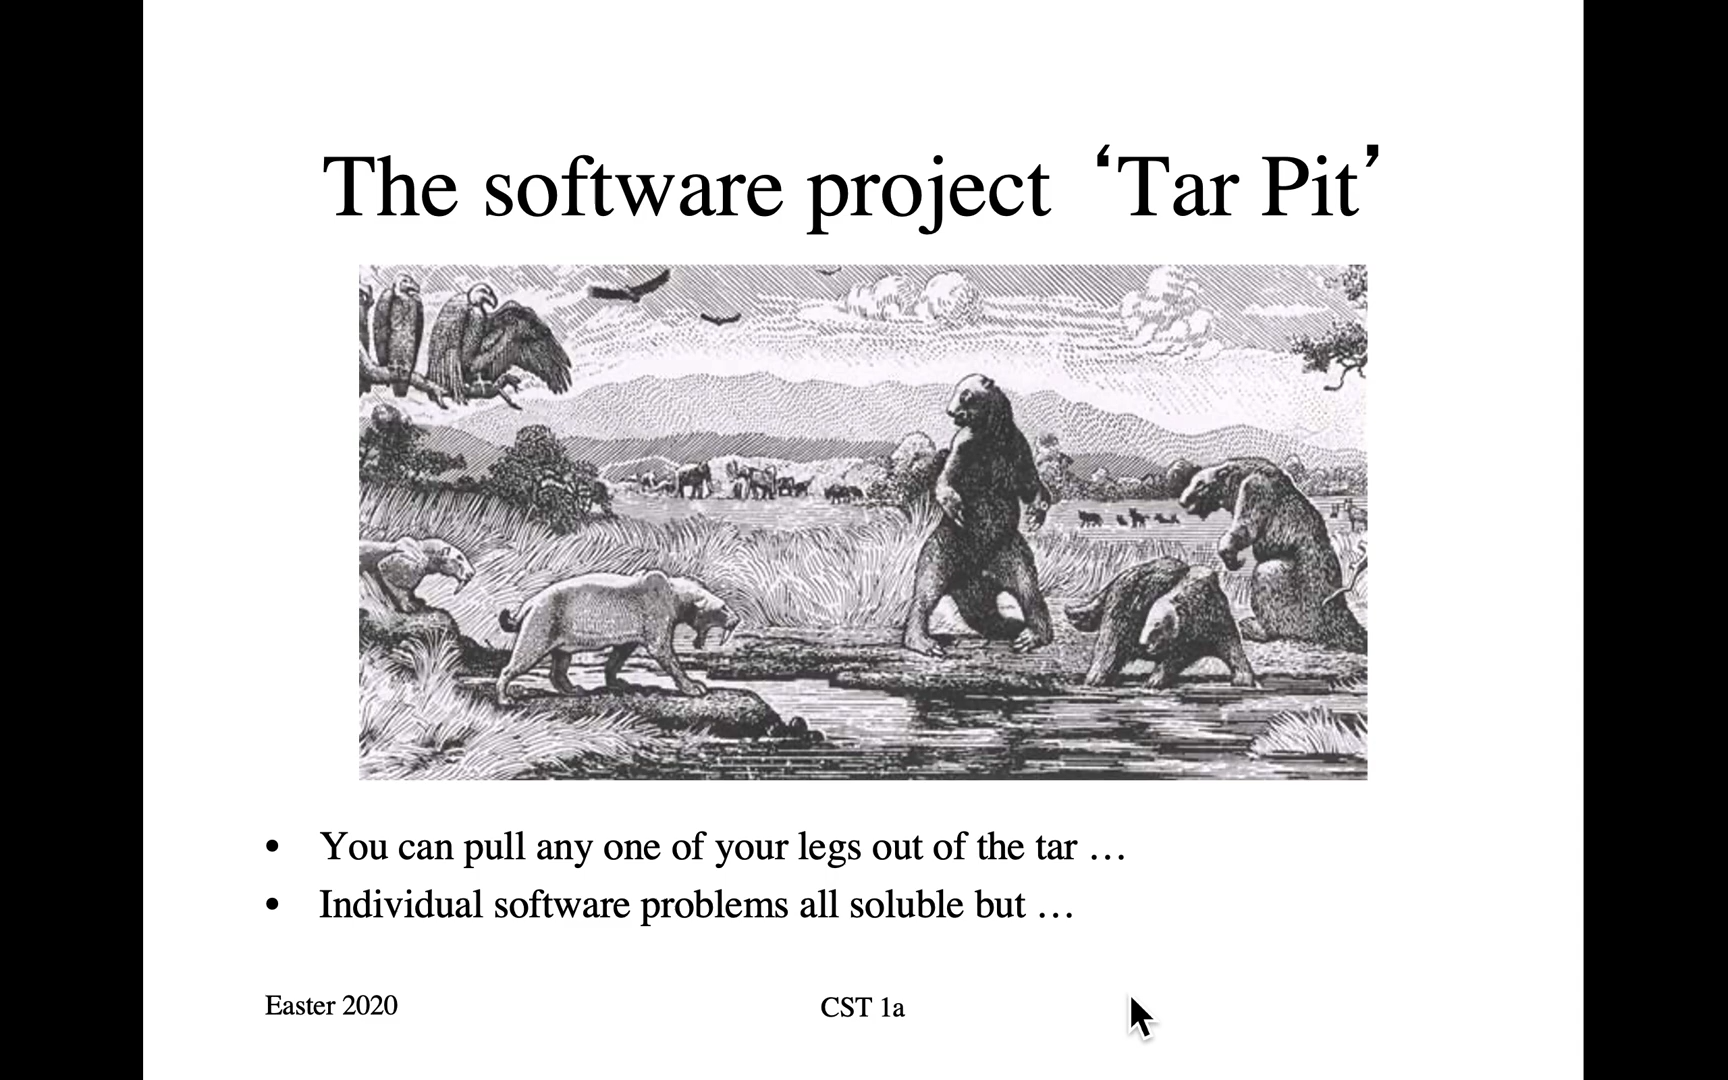 The software project ‘Tar Pit’
• You can pull any one of your legs out of the tar …
• Individual software problems all soluble but …
Easter 2020
CST 1a